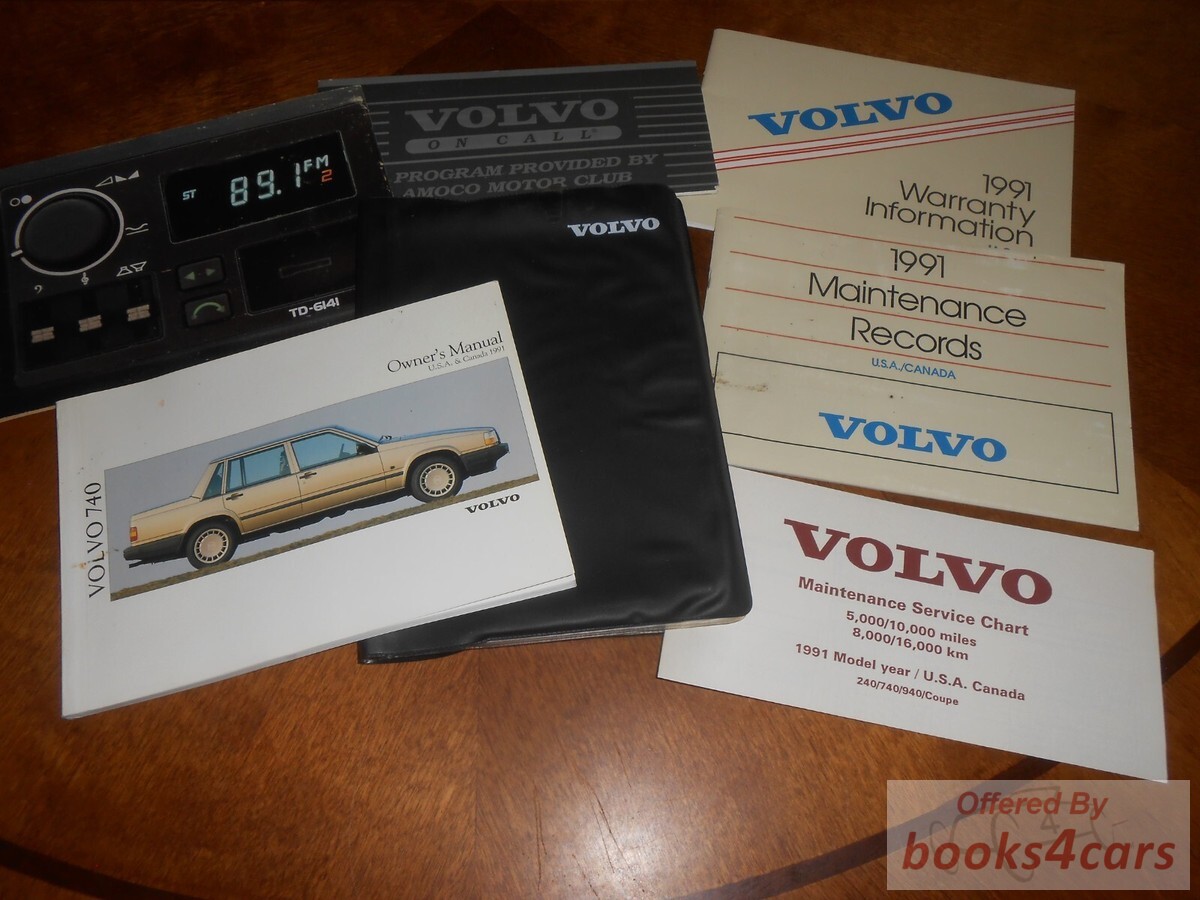 VOLVO
ON CALL
PROGRAM PROVIDED BY
AMOCO MOTOR CLUB
VOLVO
1991
Warranty
Information
ST 89.1 FM
2
TD-6141
VOLVO
1991
Maintenance
Records
U.S.A./CANADA
VOLVO
Owner's Manual
U.S.A. & Canada 1991
VOLVO 740
VOLVO
VOLVO
Maintenance Service Chart
5,000/10,000 miles
8,000/16,000 km
1991 Model year / U.S.A. Canada
240/740/940/Coupe
Offered By
books4cars